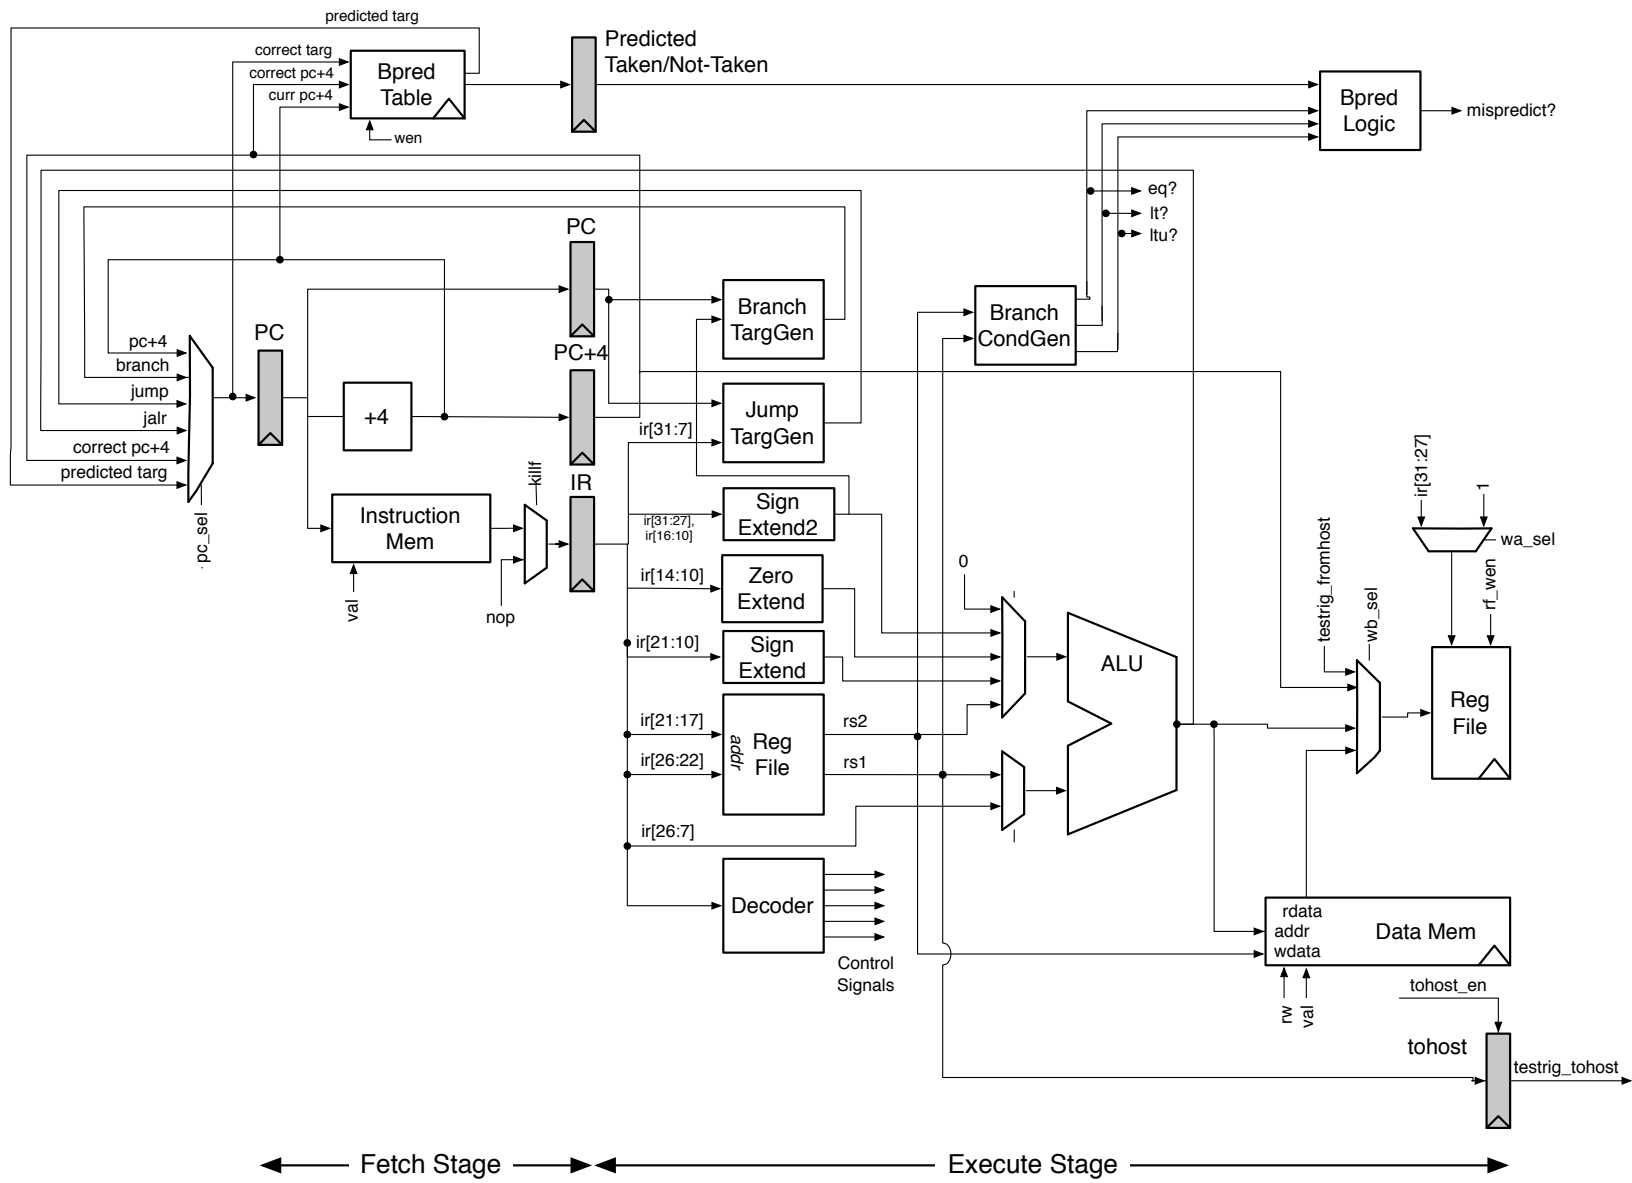 predicted targ
correct targ
correct pc+4
curr pc+4
Bpred
Table
wen
Predicted
Taken/Not-Taken
Bpred
Logic
mispredict?
eq?
lt?
ltu?
PC
Branch
TargGen
Branch
CondGen
PC
PC+4
pc+4
branch
jump
jalr
correct pc+4
predicted targ
pc_sel
+4
Jump
TargGen
ir[31:7]
killf
IR
Instruction
Mem
val
nop
ir[31:27],
ir[16:10]
Sign
Extend2
ir[14:10]
Zero
Extend
ir[21:10]
Sign
Extend
0
ALU
ir[21:17]
ir[26:22]
addr
Reg
File
rs2
rs1
ir[26:7]
Decoder
Control
Signals
ir[31:27]
1
wa_sel
testrig_fromhost
wb_sel
rf_wen
Reg
File
rdata
addr
wdata
Data Mem
rw
val
tohost_en
tohost
testrig_tohost
Fetch Stage
Execute Stage